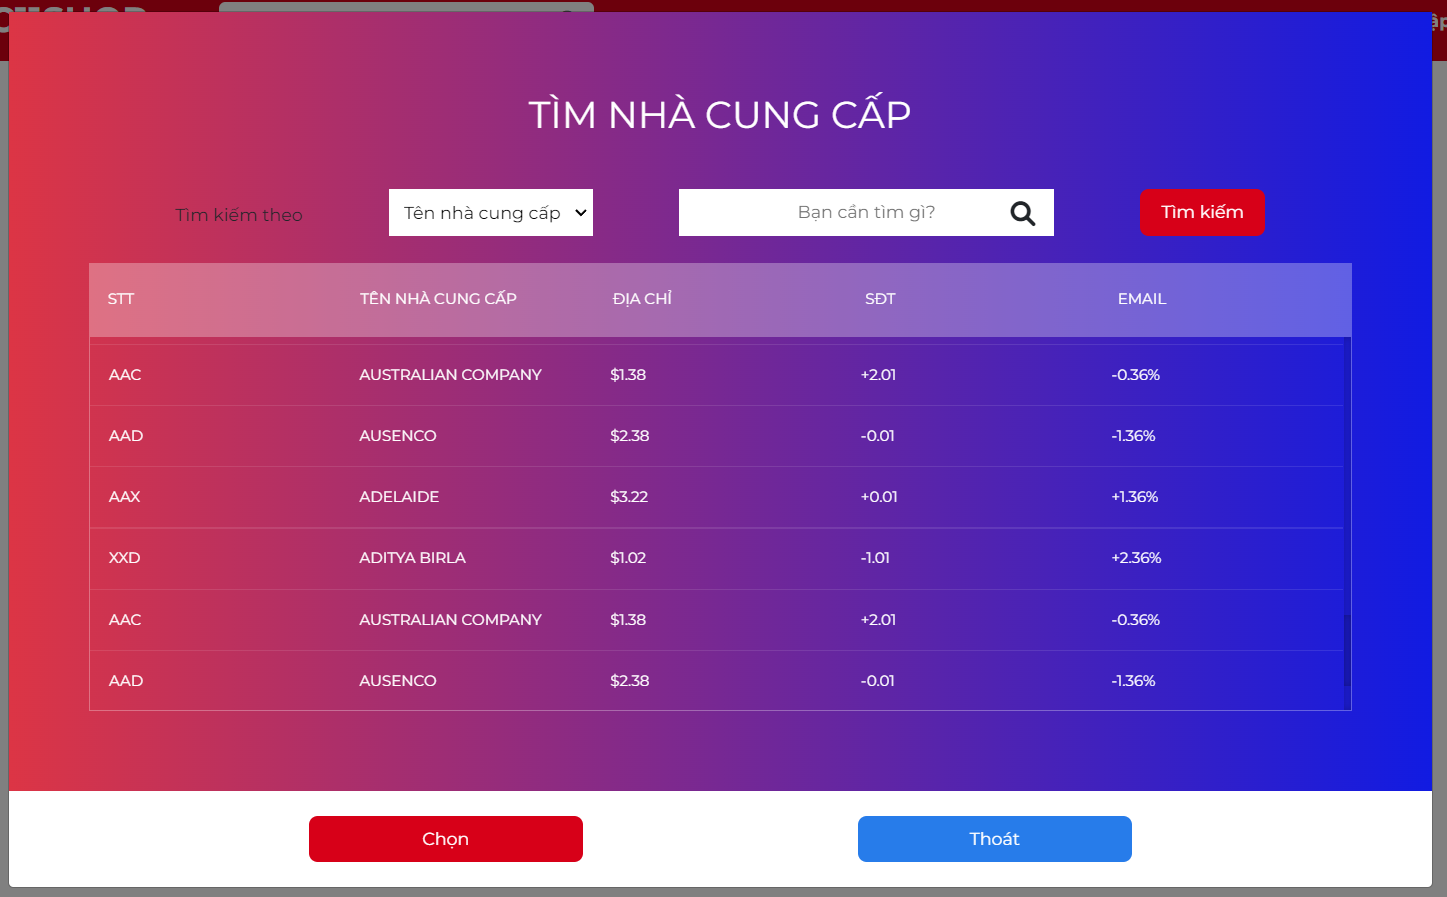 TÌM NHÀ CUNG CẤP
Tìm kiếm theo Tên nhà cung cấp Bạn cần tìm gì? Tìm kiếm
STT TÊN NHÀ CUNG CẤP ĐỊA CHỈ SĐT EMAIL
AAC AUSTRALIAN COMPANY $1.38 +2.01 -0.36%
AAD AUSENCO $2.38 -0.01 -1.36%
AAX ADELAIDE $3.22 +0.01 +1.36%
XXD ADITYA BIRLA $1.02 -1.01 +2.36%
AAC AUSTRALIAN COMPANY $1.38 +2.01 -0.36%
AAD AUSENCO $2.38 -0.01 -1.36%
Chọn Thoát